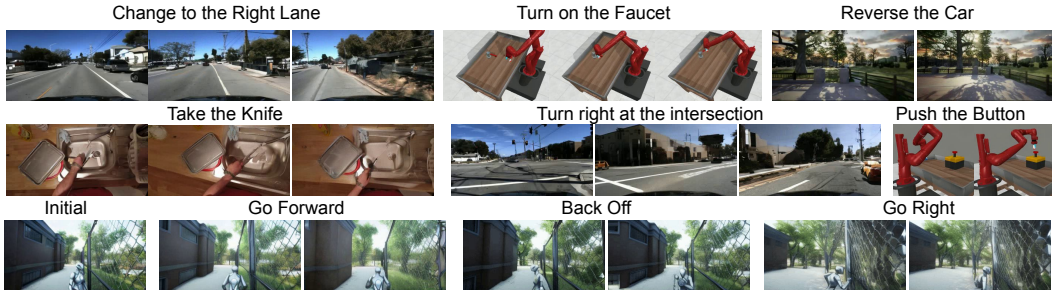 Change to the Right Lane
Turn on the Faucet
Reverse the Car
Take the Knife
Turn right at the intersection
Push the Button
Initial
Go Forward
Back Off
Go Right